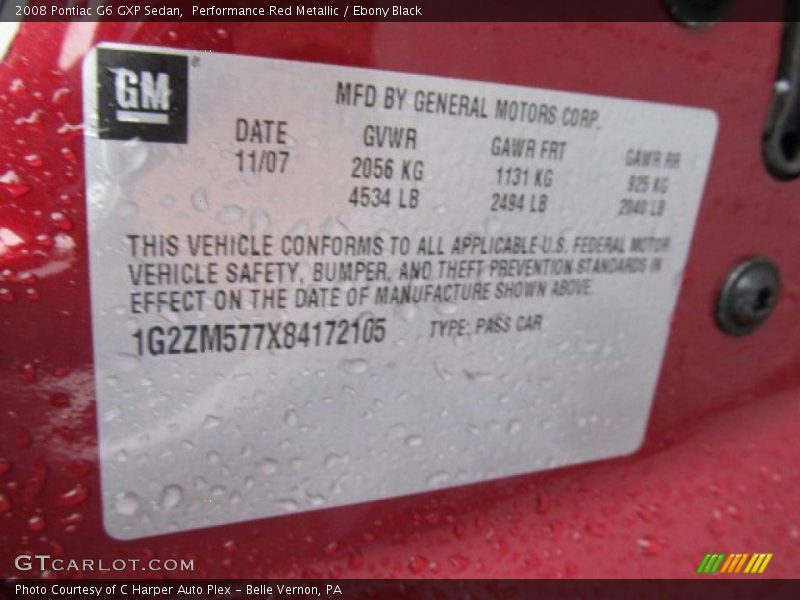 2008 Pontiac G6 GXP Sedan, Performance Red Metallic / Ebony Black
GM®
MFD BY GENERAL MOTORS CORP.
DATE GVWR GAWR FRT GAWR RR
11/07 2056 KG 1131 KG 925 KG
4534 LB 2494 LB 2040 LB
THIS VEHICLE CONFORMS TO ALL APPLICABLE U.S. FEDERAL MOTOR
VEHICLE SAFETY, BUMPER, AND THEFT PREVENTION STANDARDS IN
EFFECT ON THE DATE OF MANUFACTURE SHOWN ABOVE.
1G2ZM577X84172105 TYPE: PASS CAR
GTCARLOT.COM
Photo Courtesy of C Harper Auto Plex - Belle Vernon, PA